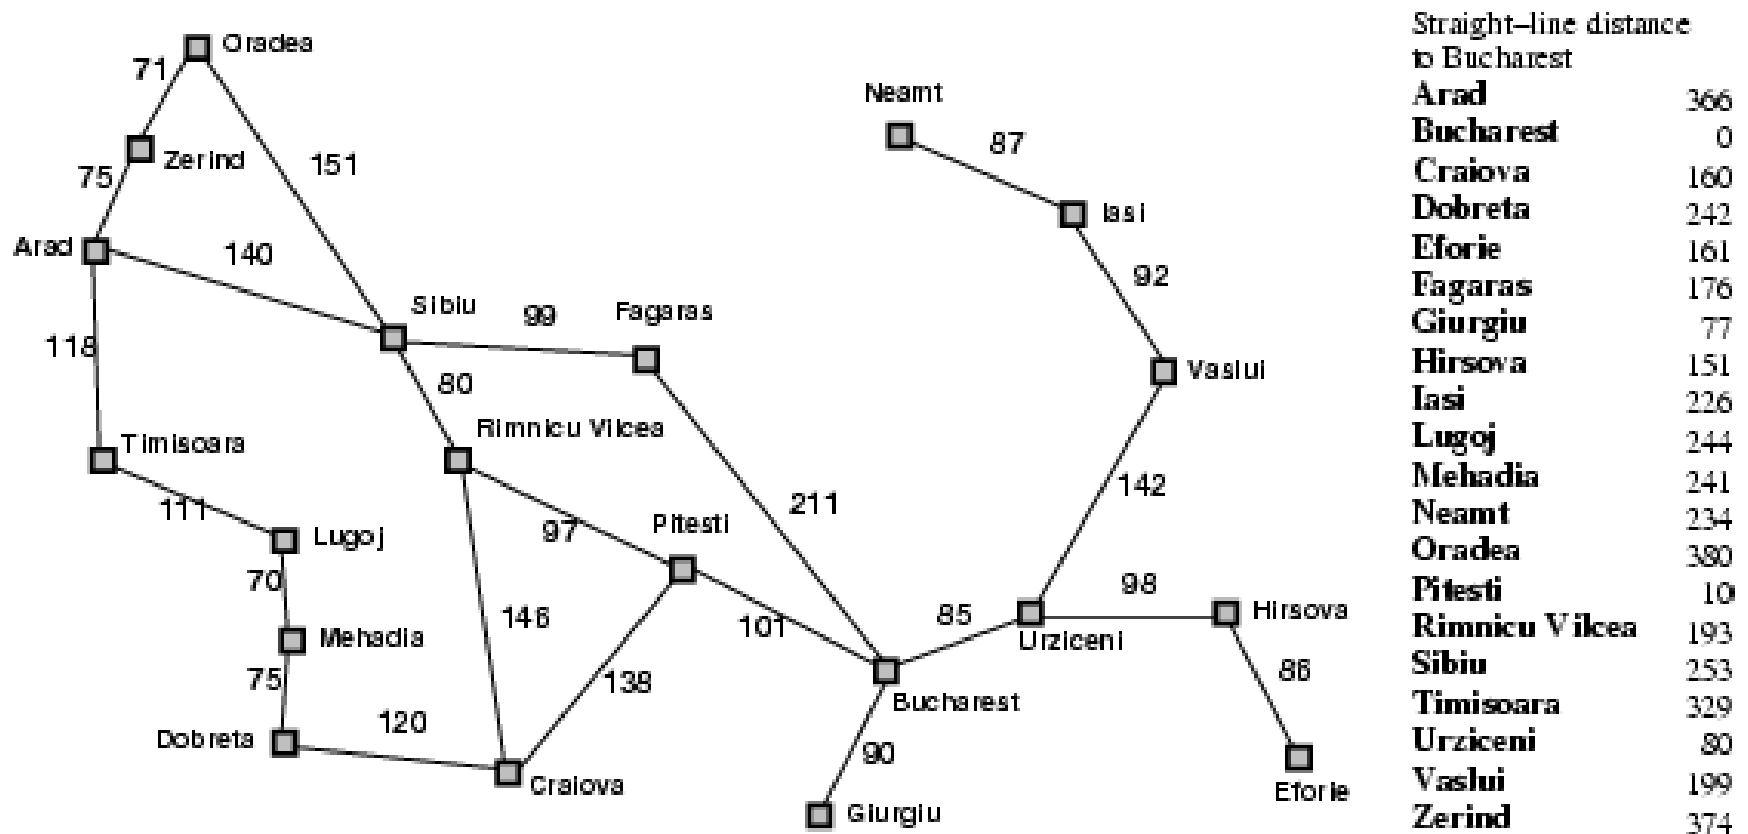 Oradea
71
Neamt
87
Zerind
151
75
Iasi
Arad
140
92
Sibiu
99
Fagaras
118
Vaslui
80
Timisoara
Rimnicu Vilcea
142
111
211
Lugoj
97
Pitesti
70
98
Mehadia
146
101
85
Hirsova
Urziceni
75
138
86
Bucharest
120
Dobreta
90
Craiova
Eforie
Giurgiu
Straight–line distance
to Bucharest
Arad 366
Bucharest 0
Craiova 160
Dobreta 242
Eforie 161
Fagaras 176
Giurgiu 77
Hirsova 151
Iasi 226
Lugoj 244
Mehadia 241
Neamt 234
Oradea 380
Pitesti 10
Rimnicu Vilcea 193
Sibiu 253
Timisoara 329
Urziceni 80
Vaslui 199
Zerind 374